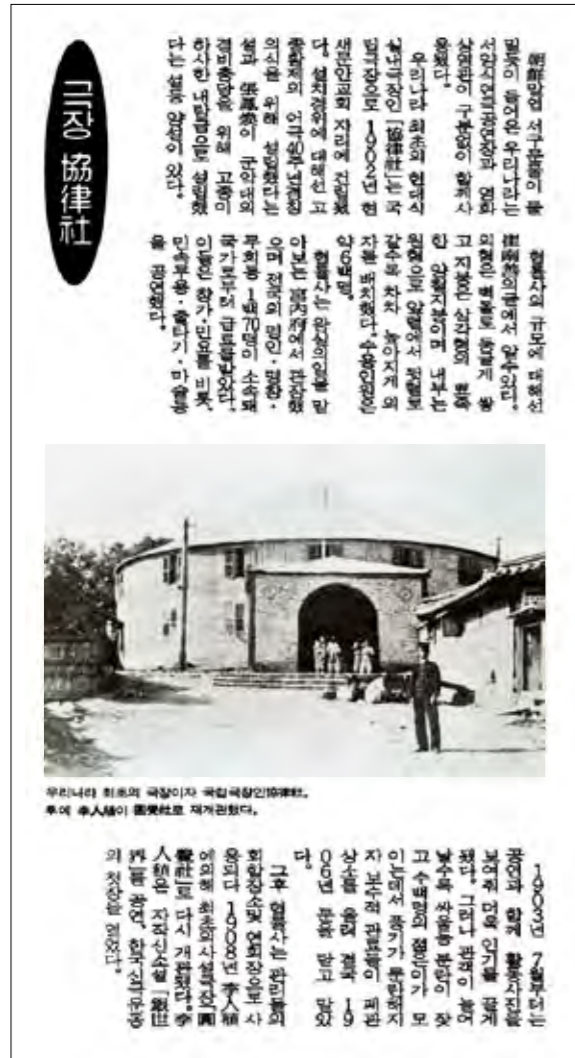 극장 協律社
朝鮮말엽 서구문물이 물
밀듯이 들어온 우리나라는
서양식연극공연장과 영화
상영관이 구분없이 함께사
용됐다.
우리나라 최초의 현대식
실내극장인「協律社」는 국
립극장으로 1902년 현
새문안교회 자리에 건립됐
다. 설치경위에 대해선 고
종황제의 어극40주년경축
의식을 위해 설립됐다는
설과 張鳳煥이 군악대의
경비충당을 위해 고종이
하사한 내탕금으로 설립했
다는 설등 양설이 있다.
협률사의 규모에 대해선
崔南善의글에서 알수있다.
외형은 벽돌로 둥글게 쌓
고 지붕은 삼각형의 뾰족
한 양철지붕이며 내부는
원형으로 앞열에서 뒷열로
갈수록 차차 높아지게 의
자를 배치했다. 수용인원은
약6백명.
협률사는 왕실의일을 맡
아보는 宮內府에서 관할했
으며 전국의 명인·명창·
무희등 1백70명이 소속돼
국가로부터 급료를받았다.
이들은 창가·민요를 비롯,
민속무용·줄타기·마술등
을 공연했다.
우리나라 최초의 극장이자 국립극장인協律社.
후에 李人稙이 圓覺社로 재개관했다.
1903년 7월부터는
공연과 함께 활동사진을
보여줘 더욱 인기를 끌게
됐다. 그러나 관객이 늘어
날수록 싸움등 분란이 잦
고 수백명의 젊은이가 모
이는데서 풍기가 문란해지
자 보수적 관료들이 폐관
상소를 올린 결과 19
06년 문을 닫고 말았
다.
그후 협률사는 관리들의
회합장소및 연회장으로 사
용되다 1908년 李人稙
에의해 최초의사설극장「圓
覺社」로 다시 개관했다. 李
人稙은 자작신소설「銀世
界」를 공연, 한국신극운동
의 첫장을 열었다.